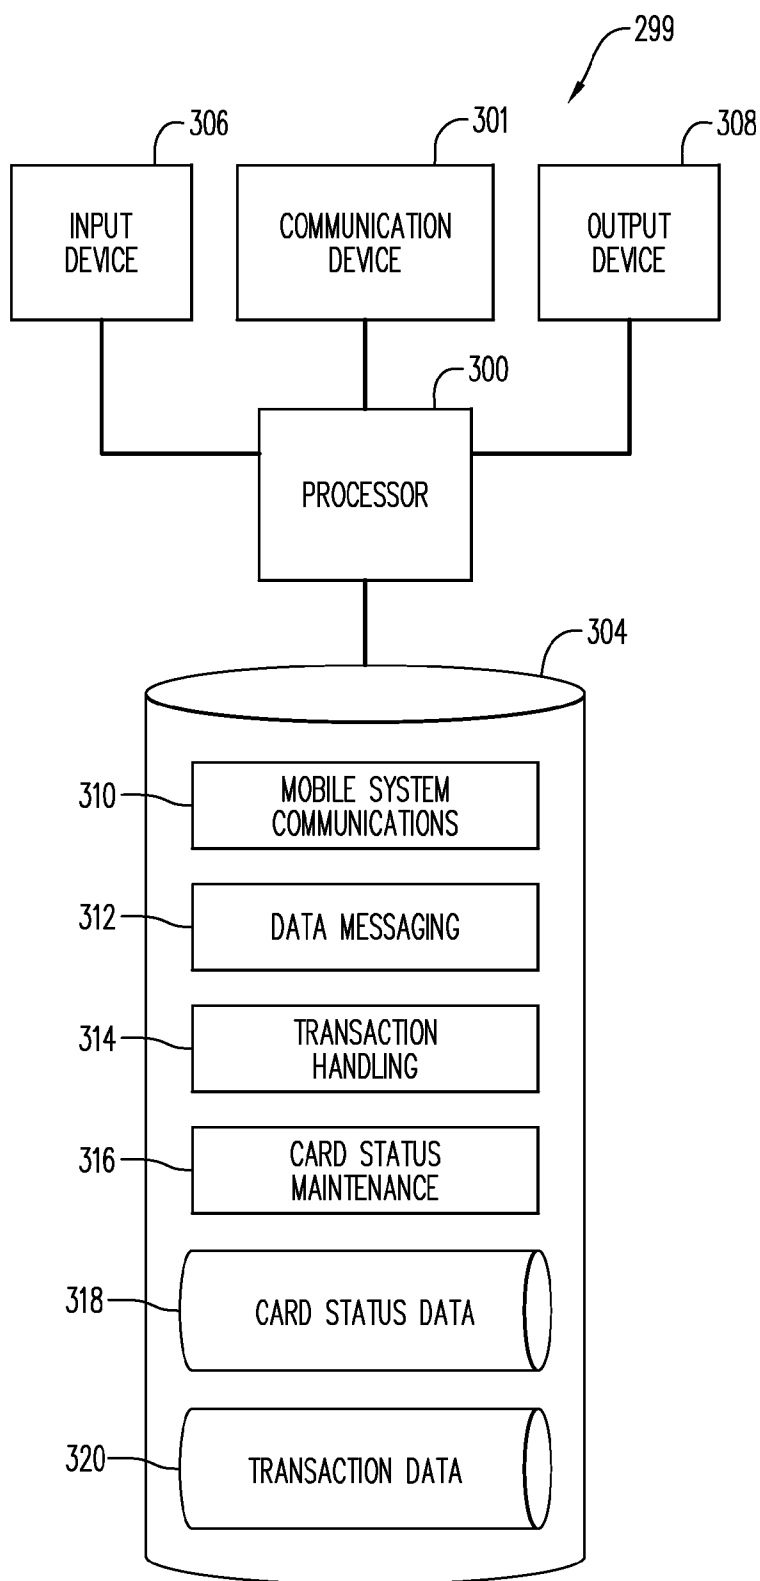 299
306
301
308
INPUT
DEVICE
COMMUNICATION
DEVICE
OUTPUT
DEVICE
300
PROCESSOR
304
310
MOBILE SYSTEM
COMMUNICATIONS
312
DATA MESSAGING
314
TRANSACTION
HANDLING
316
CARD STATUS
MAINTENANCE
318
CARD STATUS DATA
320
TRANSACTION DATA